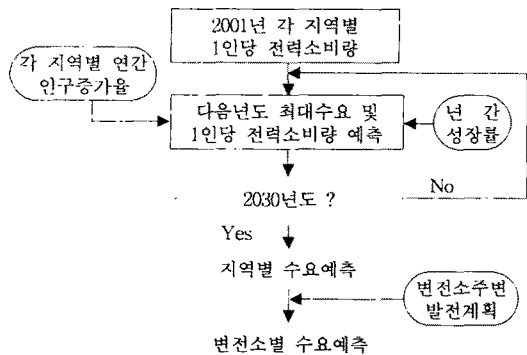 2001년 각 지역별
1인당 전력소비량
각 지역별 연간
인구증가율
다음년도 최대수요 및
1인당 전력소비량 예측
년 간
성장률
2030년도 ?
No
Yes
지역별 수요예측
변전소주변
발전계획
변전소별 수요예측